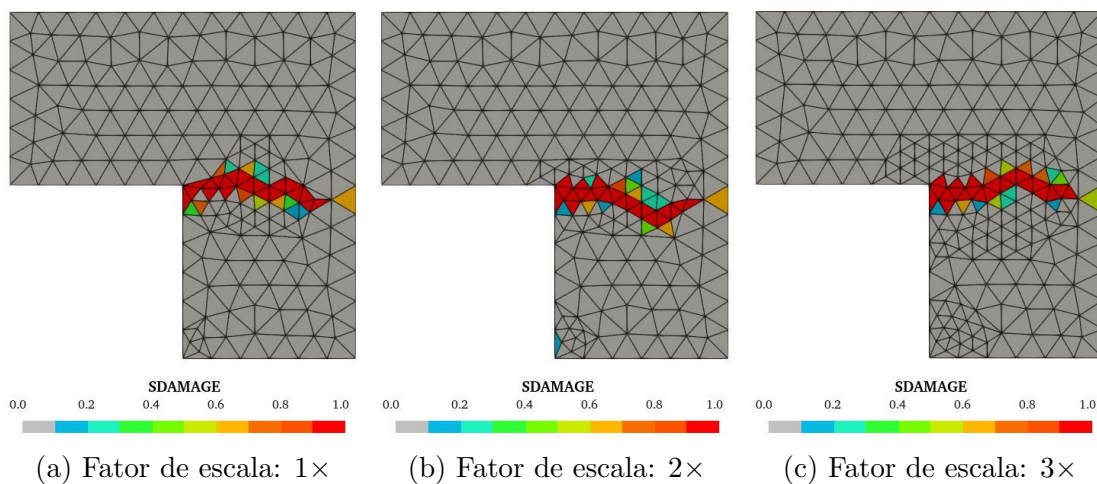 SDAMAGE SDAMAGE SDAMAGE
0.0 0.2 0.4 0.6 0.8 1.0 0.0 0.2 0.4 0.6 0.8 1.0 0.0 0.2 0.4 0.6 0.8 1.0
(a) Fator de escala: 1× (b) Fator de escala: 2× (c) Fator de escala: 3×